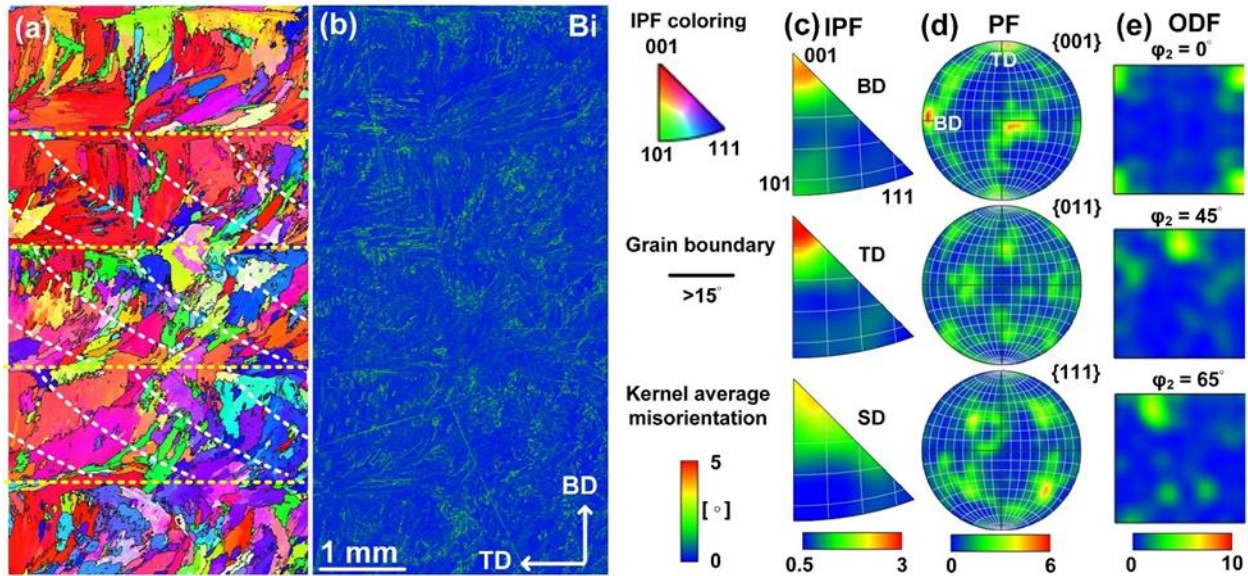 (a)
(b)
Bi
1 mm
BD
TD
IPF coloring
001
101
111
Grain boundary
>15°
Kernel average
misorientation
5
[ ° ]
0
(c) IPF
001
BD
101
111
TD
SD
0.5
3
(d) PF
{001}
TD
BD
{011}
{111}
0
6
(e) ODF
φ₂ = 0°
φ₂ = 45°
φ₂ = 65°
0
10